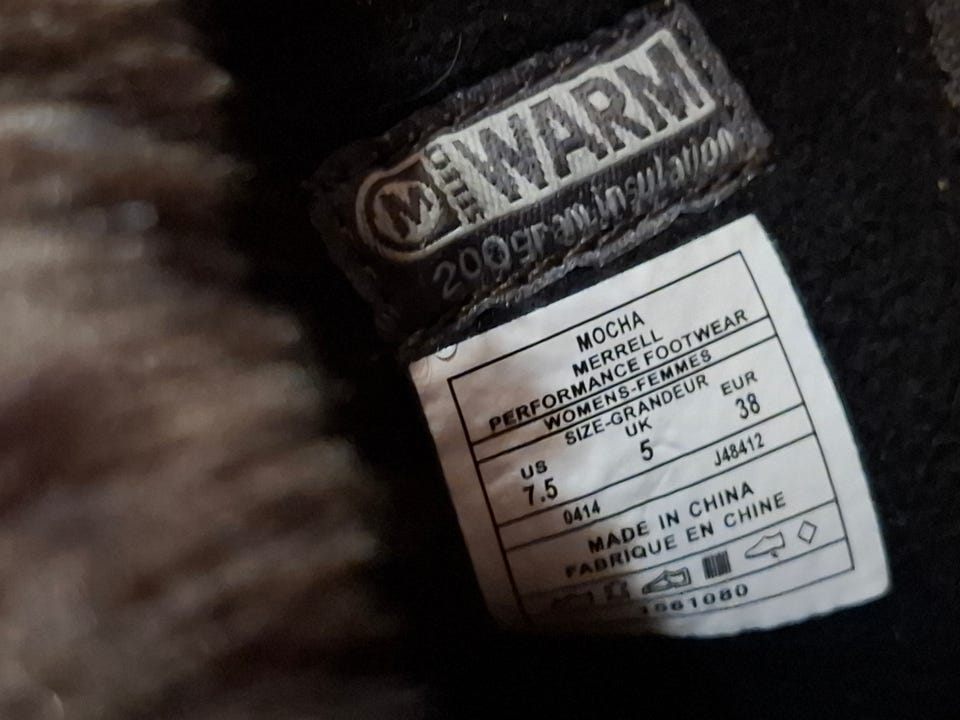 M SELECT WARM
200gram insulation
MOCHA
MERRELL
PERFORMANCE FOOTWEAR
WOMENS-FEMMES
SIZE-GRANDEUR
US UK EUR
7.5 5 38
0414 J48412
MADE IN CHINA
FABRIQUE EN CHINE